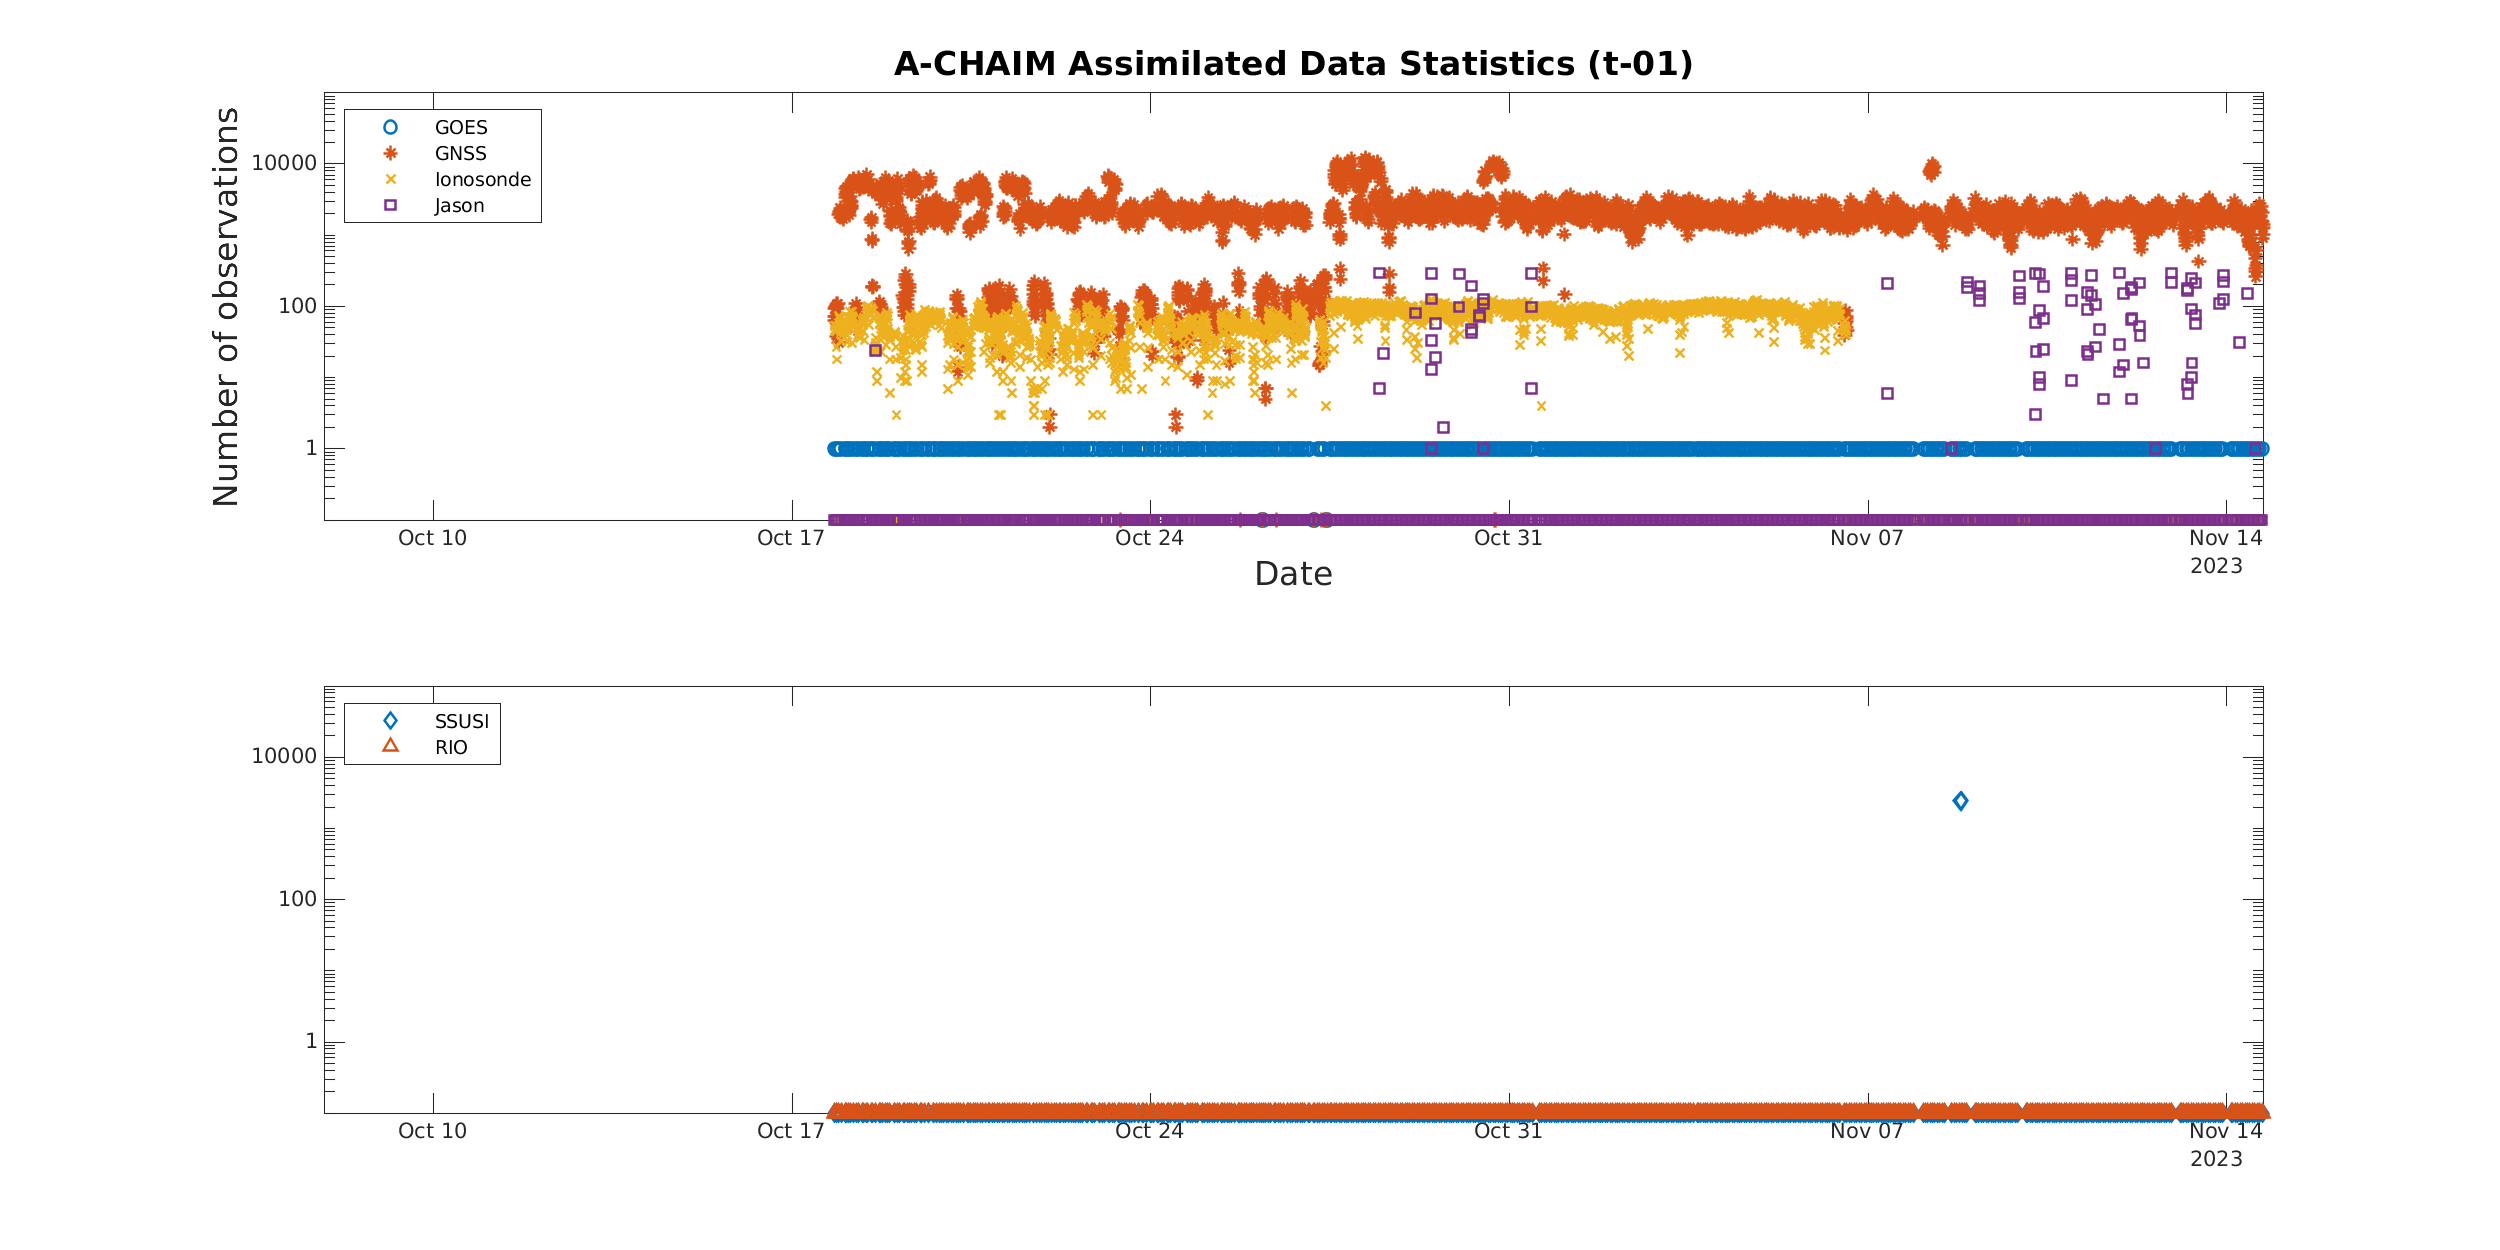 A-CHAIM Assimilated Data Statistics (t-01)
Number of observations
10000
100
1
GOES
GNSS
Ionosonde
Jason
Oct 10 Oct 17 Oct 24 Oct 31 Nov 07 Nov 14
2023
Date
10000
100
1
SSUSI
RIO
Oct 10 Oct 17 Oct 24 Oct 31 Nov 07 Nov 14
2023